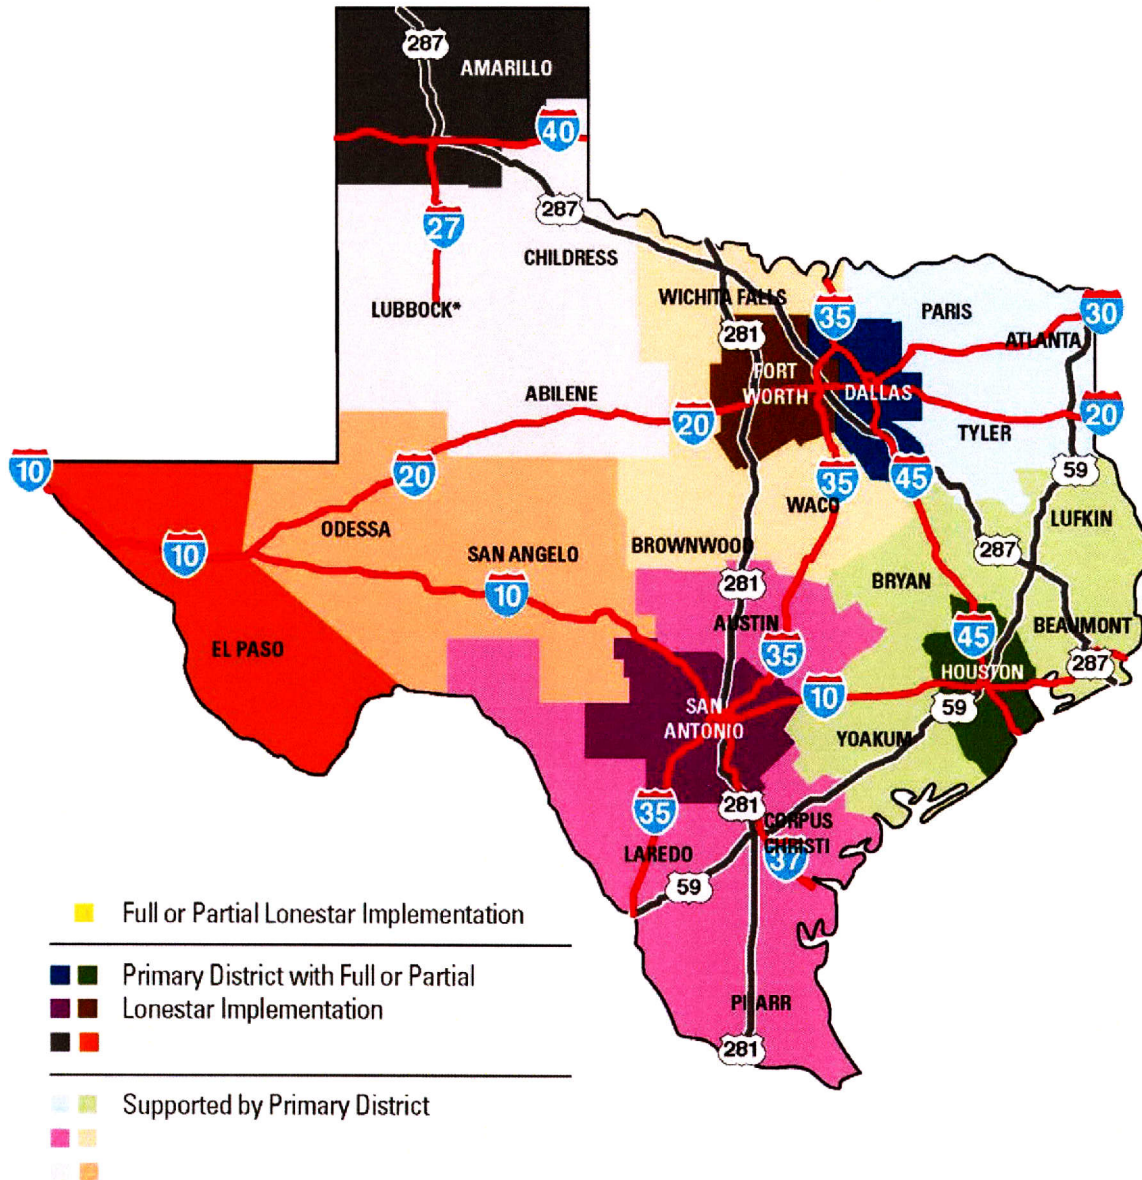 287
AMARILLO
40
287
27
CHILDRESS
LUBBOCK*
WICHITA FALLS
35
PARIS
30
281
ATLANTA
FORT
WORTH
DALLAS
ABILENE
20
20
TYLER
10
20
35
45
59
WACO
LUFKIN
ODESSA
SAN ANGELO
BROWNWOOD
287
10
10
281
BRYAN
AUSTIN
45
BEAUMONT
EL PASO
35
HOUSTON
287
10
59
SAN
ANTONIO
YOAKUM
35
281
CORPUS
CHRISTI
LAREDO
37
59
PHARR
281
Full or Partial Lonestar Implementation
Primary District with Full or Partial
Lonestar Implementation
Supported by Primary District